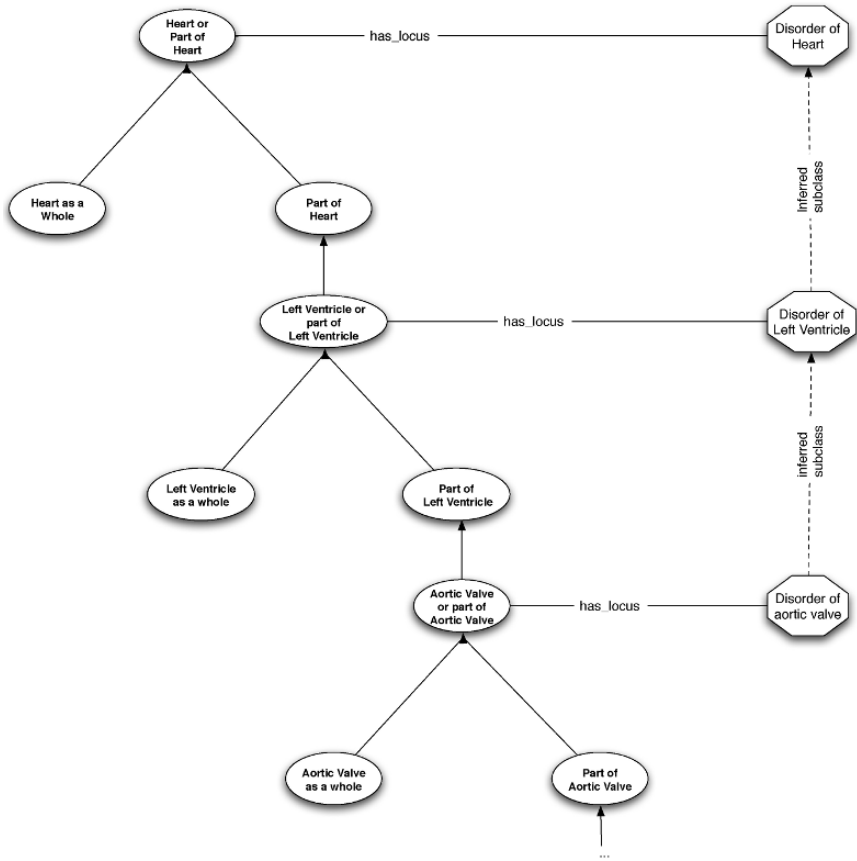 Heart or
Part of
Heart
has_locus
Disorder of
Heart
Heart as a
Whole
Part of
Heart
Inferred
subclass
Left Ventricle or
part of
Left Ventricle
has_locus
Disorder of
Left Ventricle
Left Ventricle
as a whole
Part of
Left Ventricle
inferred
subclass
Aortic Valve
or part of
Aortic Valve
has_locus
Disorder of
aortic valve
Aortic Valve
as a whole
Part of
Aortic Valve
...